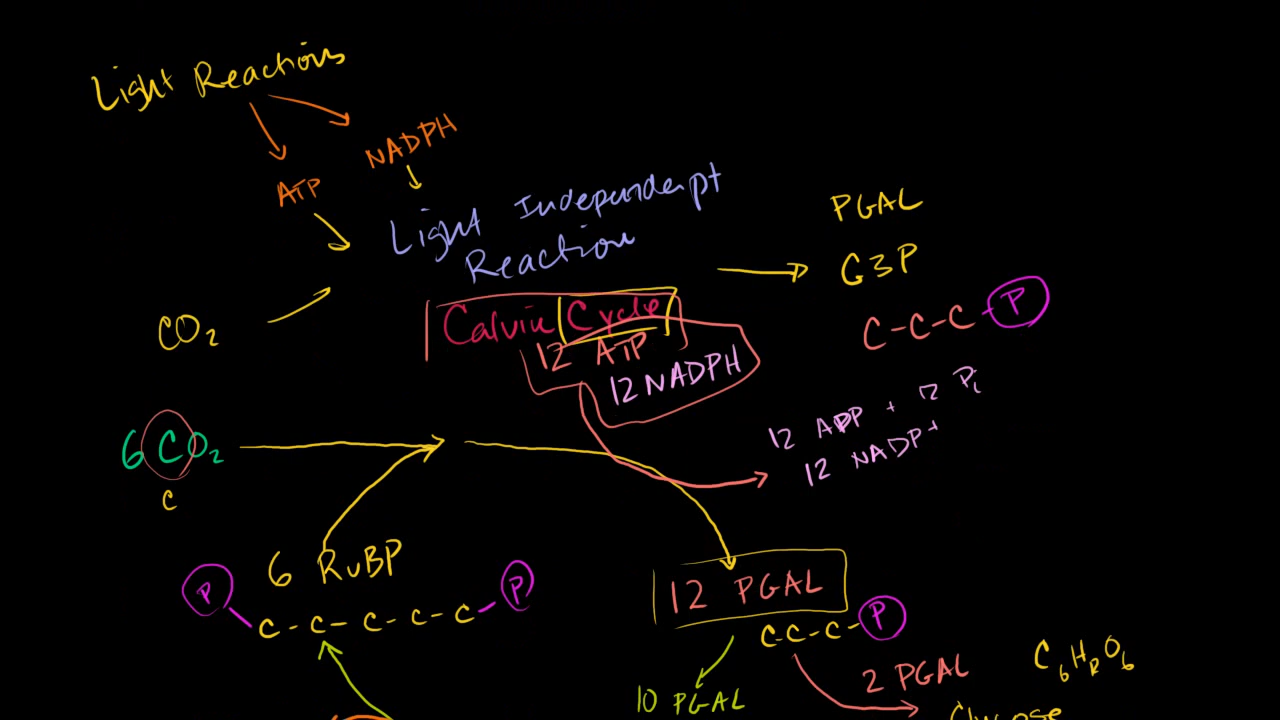 Light Reactions
ATP
NADPH
Light Independent
Reaction
PGAL
G3P
CO₂
Calvin Cycle
C-C-C-P
12 ATP
12 NADPH
12 ADP + 12 Pi
12 NADP+
6 CO₂
C
6 RuBP
P C-C-C-C-C-P
12 PGAL
C-C-C-P
10 PGAL
2 PGAL
C₆H₁₂O₆
Glucose